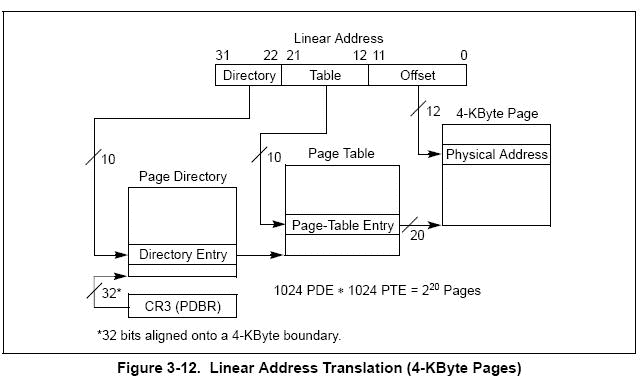 Linear Address
31 22 21 12 11 0
Directory Table Offset
12 4-KByte Page
10 10 Page Table Physical Address
Page Directory
Page-Table Entry
20
Directory Entry
32* 1024 PDE * 1024 PTE = 2²⁰ Pages
CR3 (PDBR)
*32 bits aligned onto a 4-KByte boundary.
Figure 3-12. Linear Address Translation (4-KByte Pages)